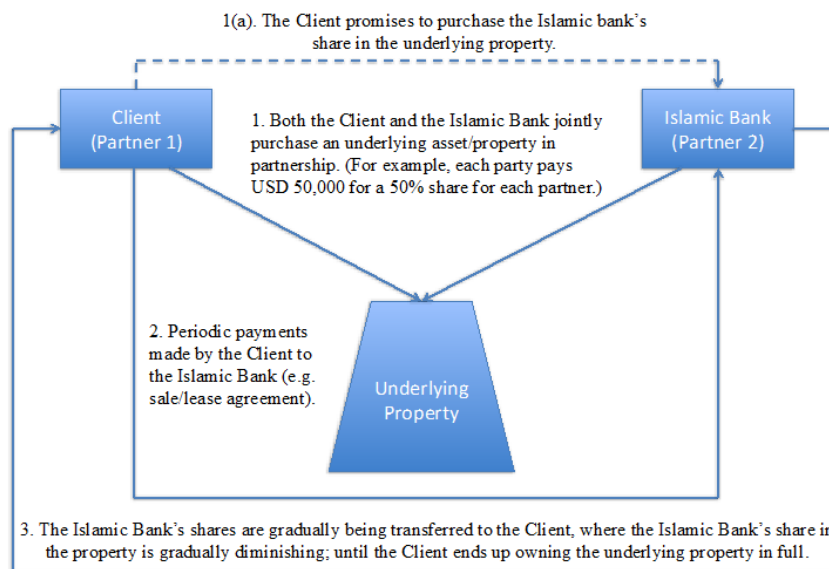 1(a). The Client promises to purchase the Islamic bank's
share in the underlying property.
Client
(Partner 1)
1. Both the Client and the Islamic Bank jointly
purchase an underlying asset/property in
partnership. (For example, each party pays
USD 50,000 for a 50% share for each partner.)
Islamic Bank
(Partner 2)
2. Periodic payments
made by the Client to
the Islamic Bank (e.g.
sale/lease agreement).
Underlying
Property
3. The Islamic Bank's shares are gradually being transferred to the Client, where the Islamic Bank's share in
the property is gradually diminishing; until the Client ends up owning the underlying property in full.